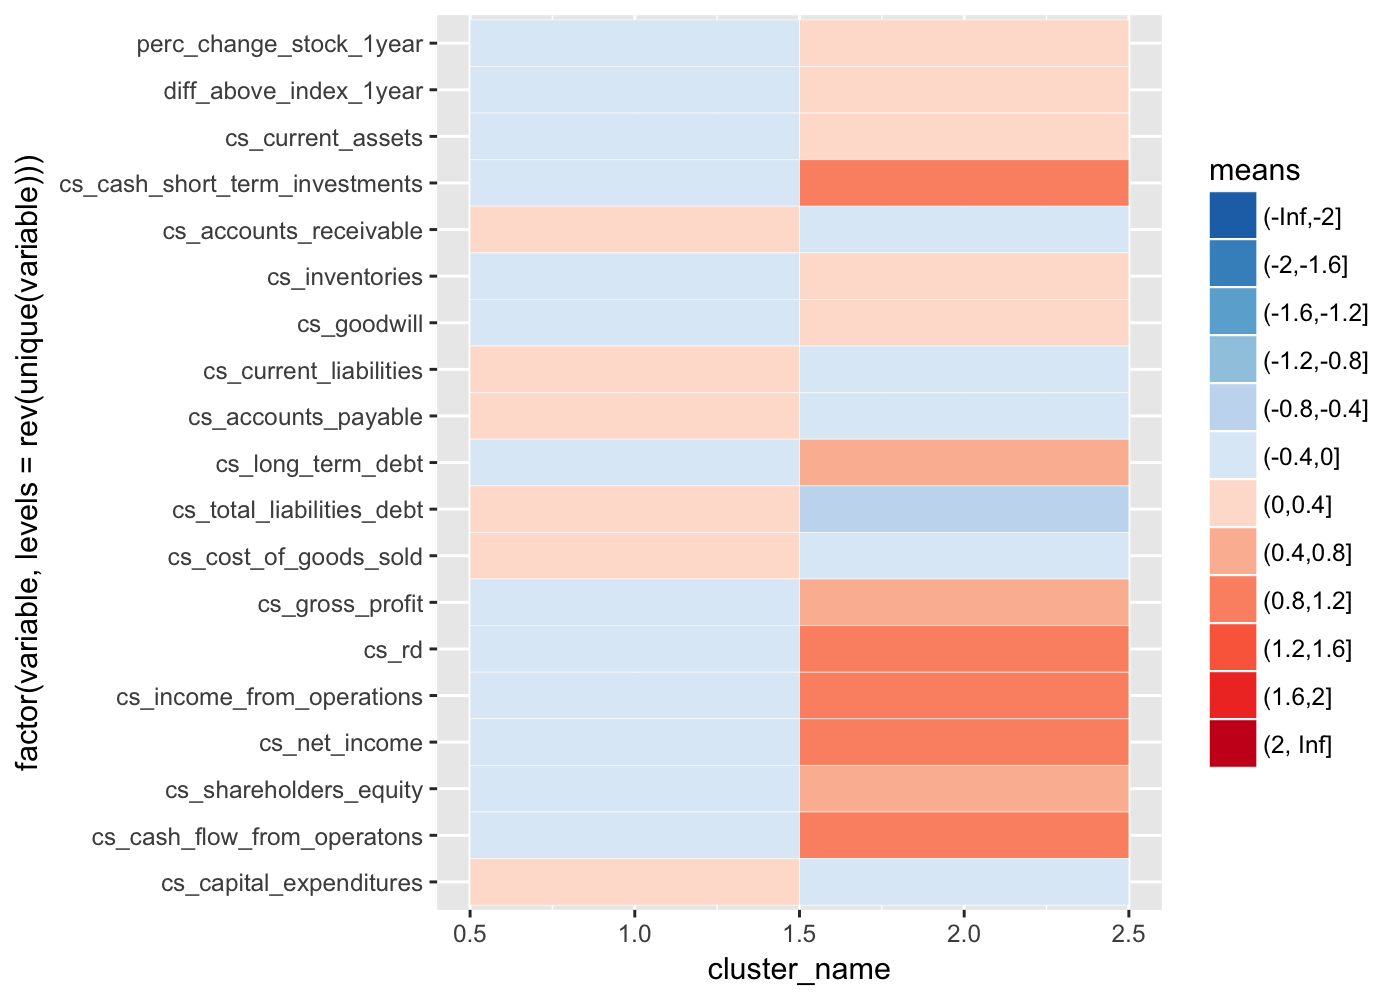 perc_change_stock_1year
diff_above_index_1year
cs_current_assets
cs_cash_short_term_investments
cs_accounts_receivable
cs_inventories
cs_goodwill
cs_current_liabilities
cs_accounts_payable
cs_long_term_debt
cs_total_liabilities_debt
cs_cost_of_goods_sold
cs_gross_profit
cs_rd
cs_income_from_operations
cs_net_income
cs_shareholders_equity
cs_cash_flow_from_operatons
cs_capital_expenditures
factor(variable, levels = rev(unique(variable)))
0.5 1.0 1.5 2.0 2.5
cluster_name
means
(-Inf,-2]
(-2,-1.6]
(-1.6,-1.2]
(-1.2,-0.8]
(-0.8,-0.4]
(-0.4,0]
(0,0.4]
(0.4,0.8]
(0.8,1.2]
(1.2,1.6]
(1.6,2]
(2, Inf]